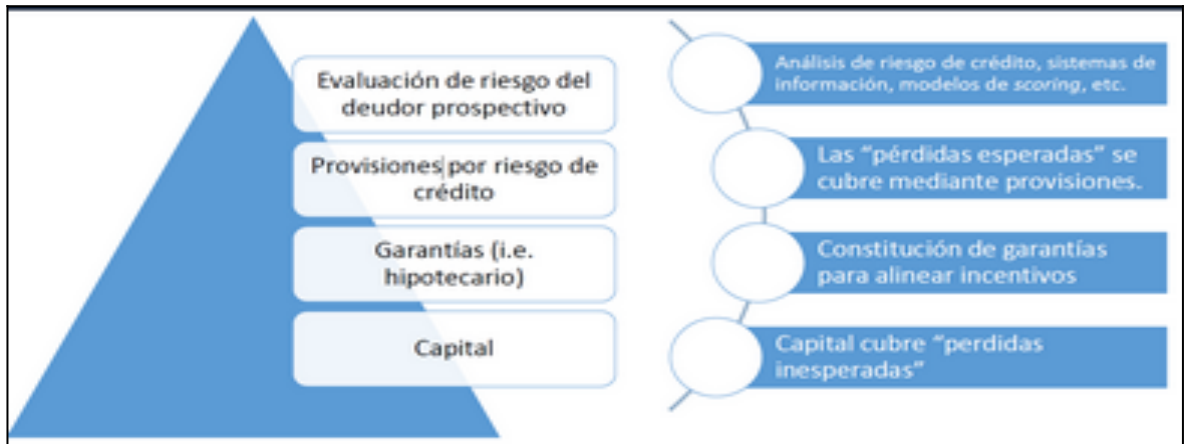 Evaluación de riesgo del
deudor prospectivo
Provisiones por riesgo de
crédito
Garantías (i.e.
hipotecario)
Capital
Análisis de riesgo de crédito, sistemas de
información, modelos de scoring, etc.
Las “pérdidas esperadas” se
cubre mediante provisiones.
Constitución de garantías
para alinear incentivos
Capital cubre “perdidas
inesperadas”